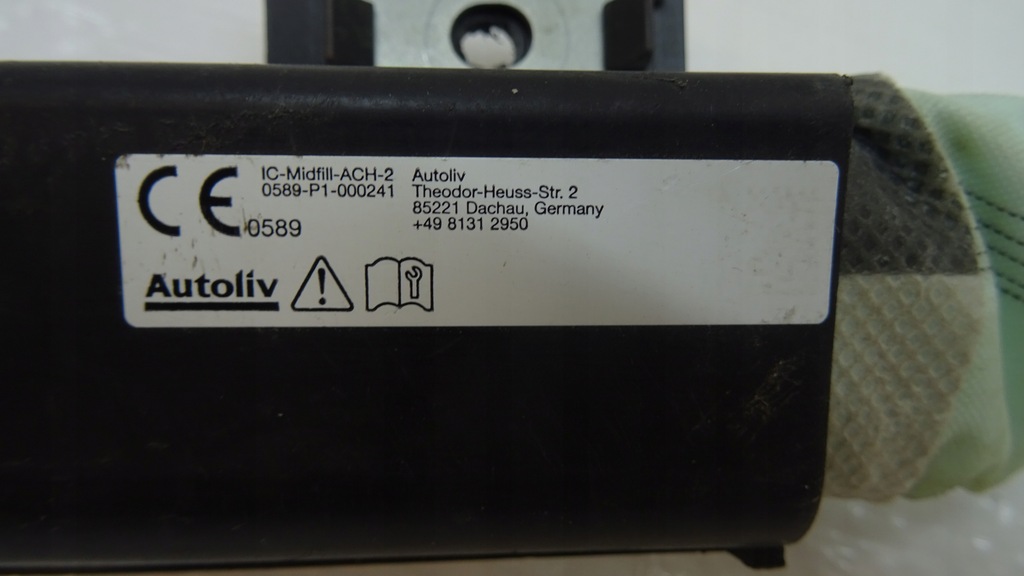 CE 0589
IC-Midfill-ACH-2
0589-P1-000241
Autoliv
Theodor-Heuss-Str. 2
85221 Dachau, Germany
+49 8131 2950
Autoliv